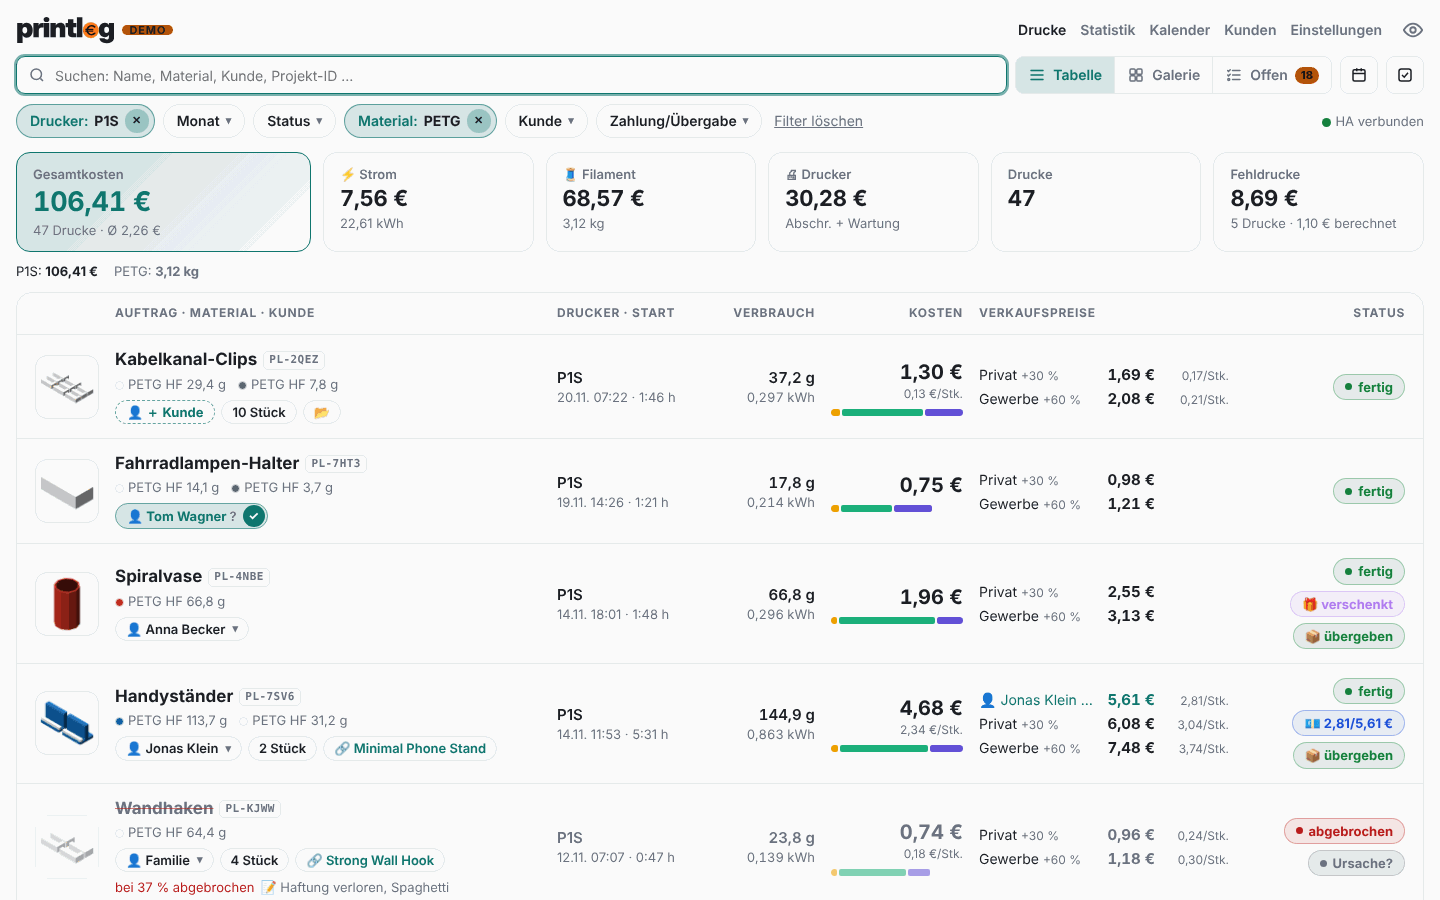 printl€g DEMO
Drucke Statistik Kalender Kunden Einstellungen
Suchen: Name, Material, Kunde, Projekt-ID ...
Tabelle Galerie Offen 18
Drucker: P1S × Monat ▾ Status ▾ Material: PETG × Kunde ▾ Zahlung/Übergabe ▾ Filter löschen
HA verbunden
Gesamtkosten
106,41 €
47 Drucke · Ø 2,26 €
⚡ Strom
7,56 €
22,61 kWh
🧵 Filament
68,57 €
3,12 kg
🖨 Drucker
30,28 €
Abschr. + Wartung
Drucke
47
Fehldrucke
8,69 €
5 Drucke · 1,10 € berechnet
P1S: 106,41 € PETG: 3,12 kg
AUFTRAG · MATERIAL · KUNDE DRUCKER · START VERBRAUCH KOSTEN VERKAUFSPREISE STATUS
Kabelkanal-Clips PL-2QEZ
PETG HF 29,4 g PETG HF 7,8 g
👤 + Kunde 10 Stück 📂
P1S
20.11. 07:22 · 1:46 h
37,2 g
0,297 kWh
1,30 €
0,13 €/Stk.
Privat +30 % 1,69 € 0,17/Stk.
Gewerbe +60 % 2,08 € 0,21/Stk.
fertig
Fahrradlampen-Halter PL-7HT3
PETG HF 14,1 g PETG HF 3,7 g
👤 Tom Wagner ? ✓
P1S
19.11. 14:26 · 1:21 h
17,8 g
0,214 kWh
0,75 €
Privat +30 % 0,98 €
Gewerbe +60 % 1,21 €
fertig
Spiralvase PL-4NBE
PETG HF 66,8 g
👤 Anna Becker ▾
P1S
14.11. 18:01 · 1:48 h
66,8 g
0,296 kWh
1,96 €
Privat +30 % 2,55 €
Gewerbe +60 % 3,13 €
fertig
🎁 verschenkt
📦 übergeben
Handyständer PL-7SV6
PETG HF 113,7 g PETG HF 31,2 g
👤 Jonas Klein ▾ 2 Stück 🔗 Minimal Phone Stand
P1S
14.11. 11:53 · 5:31 h
144,9 g
0,863 kWh
4,68 €
2,34 €/Stk.
👤 Jonas Klein ... 5,61 € 2,81/Stk.
Privat +30 % 6,08 € 3,04/Stk.
Gewerbe +60 % 7,48 € 3,74/Stk.
fertig
💶 2,81/5,61 €
📦 übergeben
Wandhaken PL-KJWW
PETG HF 64,4 g
👤 Familie ▾ 4 Stück 🔗 Strong Wall Hook
bei 37 % abgebrochen 📝 Haftung verloren, Spaghetti
P1S
12.11. 07:07 · 0:47 h
23,8 g
0,139 kWh
0,74 €
0,18 €/Stk.
Privat +30 % 0,96 € 0,24/Stk.
Gewerbe +60 % 1,18 € 0,30/Stk.
abgebrochen
Ursache?